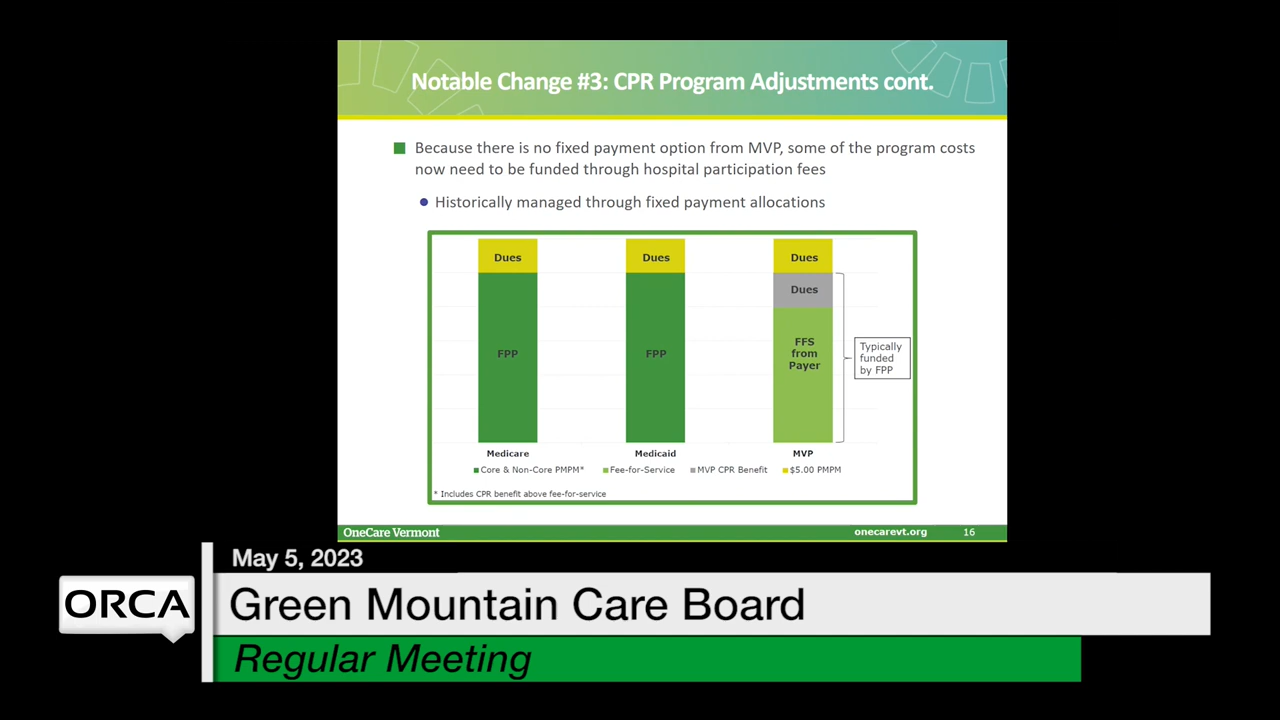 Notable Change #3: CPR Program Adjustments cont.
Because there is no fixed payment option from MVP, some of the program costs
now need to be funded through hospital participation fees
Historically managed through fixed payment allocations
Dues
Dues
Dues
Dues
FPP
FPP
FFS
from
Payer
Typically
funded
by FPP
Medicare
Medicaid
MVP
Core & Non-Core PMPM*
Fee-for-Service
MVP CPR Benefit
$5.00 PMPM
* Includes CPR benefit above fee-for-service
OneCare Vermont
onecarevt.org
16
May 5, 2023
ORCA
Green Mountain Care Board
Regular Meeting